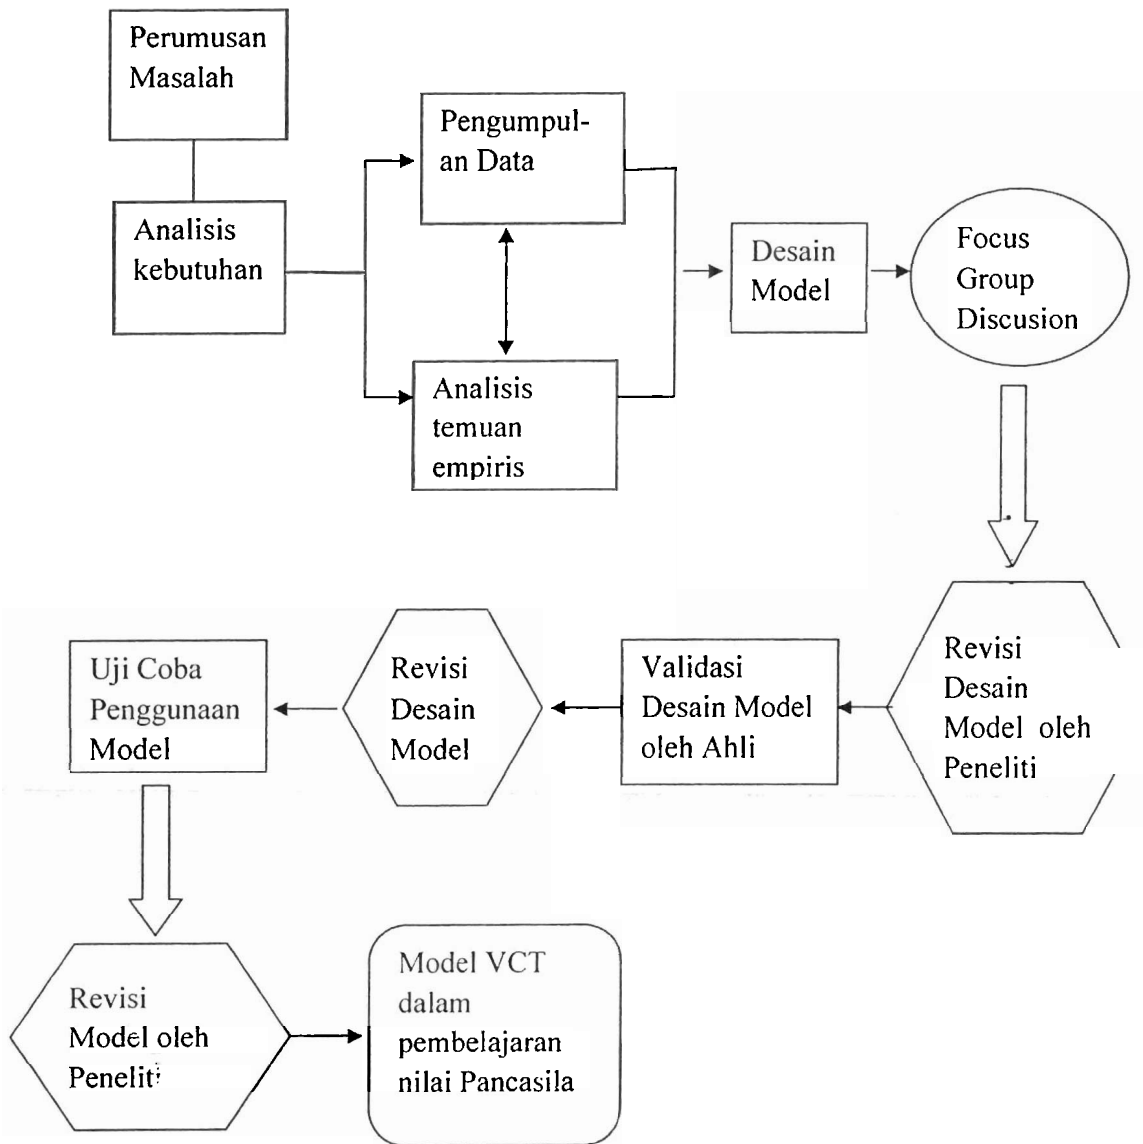 Perumusan
Masalah
Analisis
kebutuhan
Pengumpul-
an Data
Analisis
temuan
empiris
Desain
Model
Focus
Group
Discusion
Revisi
Desain
Model oleh
Peneliti
Validasi
Desain Model
oleh Ahli
Revisi
Desain
Model
Uji Coba
Penggunaan
Model
Revisi
Model oleh
Peneliti
Model VCT
dalam
pembelajaran
nilai Pancasila